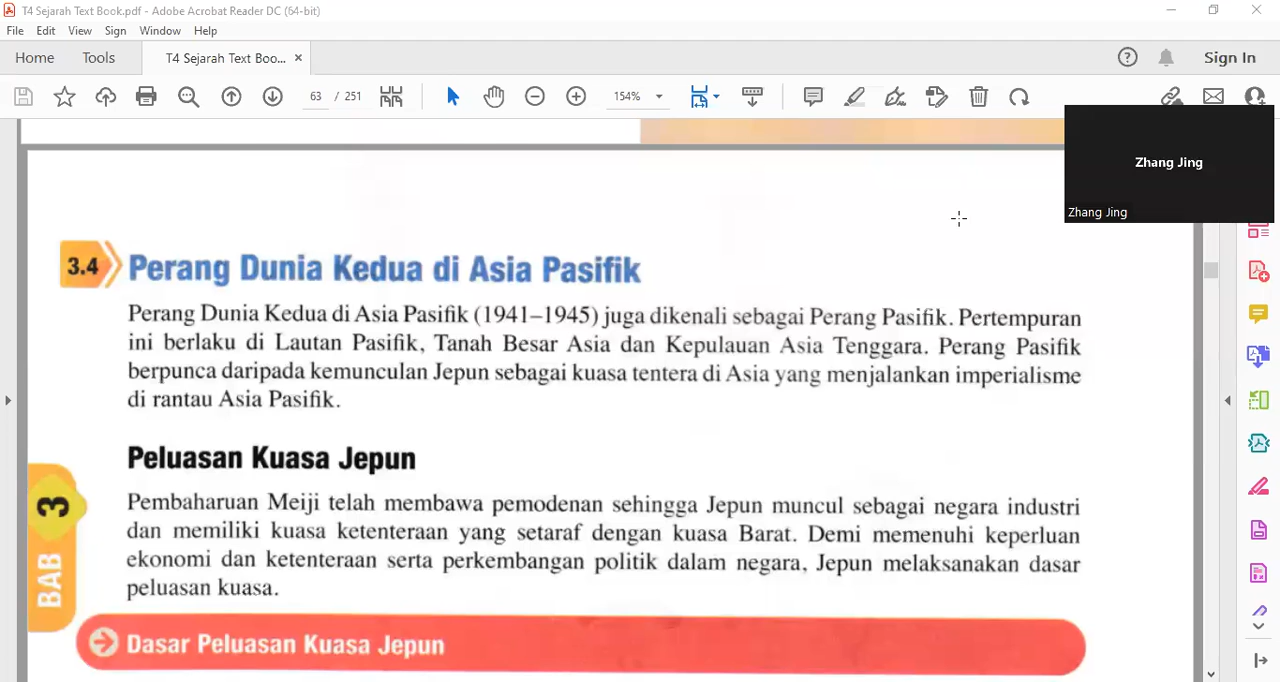 T4 Sejarah Text Book.pdf - Adobe Acrobat Reader DC (64-bit)
File Edit View Sign Window Help
Home Tools T4 Sejarah Text Boo... × Sign In
63 / 251 154%
Zhang Jing
Zhang Jing
3.4 Perang Dunia Kedua di Asia Pasifik
Perang Dunia Kedua di Asia Pasifik (1941–1945) juga dikenali sebagai Perang Pasifik. Pertempuran
ini berlaku di Lautan Pasifik, Tanah Besar Asia dan Kepulauan Asia Tenggara. Perang Pasifik
berpunca daripada kemunculan Jepun sebagai kuasa tentera di Asia yang menjalankan imperialisme
di rantau Asia Pasifik.
Peluasan Kuasa Jepun
Pembaharuan Meiji telah membawa pemodenan sehingga Jepun muncul sebagai negara industri
dan memiliki kuasa ketenteraan yang setaraf dengan kuasa Barat. Demi memenuhi keperluan
ekonomi dan ketenteraan serta perkembangan politik dalam negara, Jepun melaksanakan dasar
peluasan kuasa.
BAB 3
Dasar Peluasan Kuasa Jepun